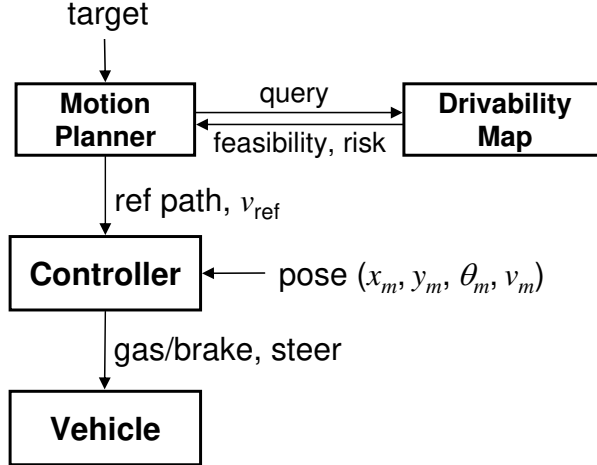 target
Motion
Planner
query
feasibility, risk
Drivability
Map
ref path, v_ref
Controller
pose (x_m, y_m, θ_m, v_m)
gas/brake, steer
Vehicle